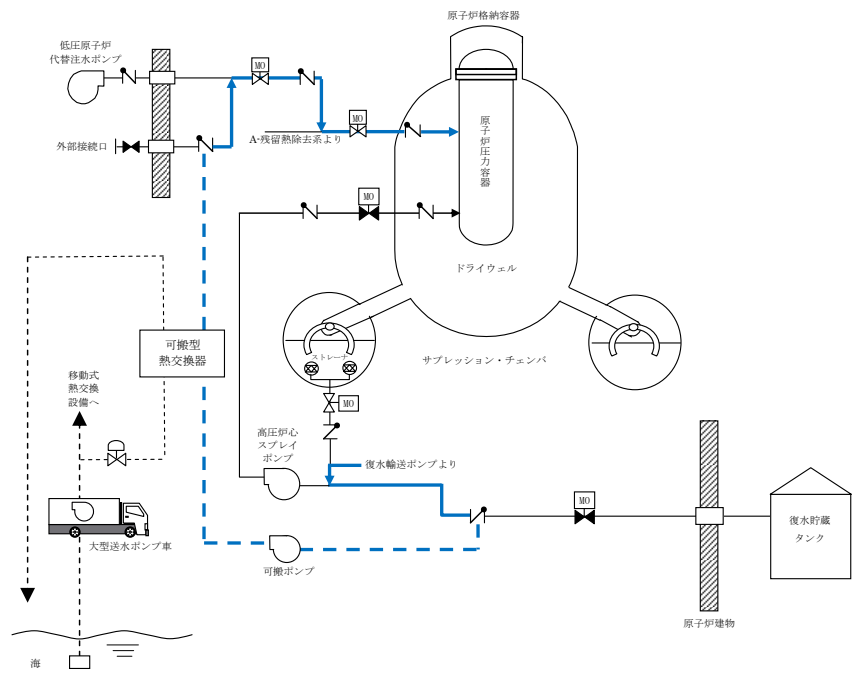 原子炉格納容器
低圧原子炉
代替注水ポンプ
MO
MO
A-残留熱除去系より
外部接続口
原子炉圧力容器
MO
ドライウェル
可搬型
熱交換器
ストレーナ
サプレッション・チェンバ
移動式
熱交換
設備へ
MO
高圧炉心
スプレイ
ポンプ
復水輸送ポンプより
MO
復水貯蔵
タンク
大型送水ポンプ車
可搬ポンプ
原子炉建物
海